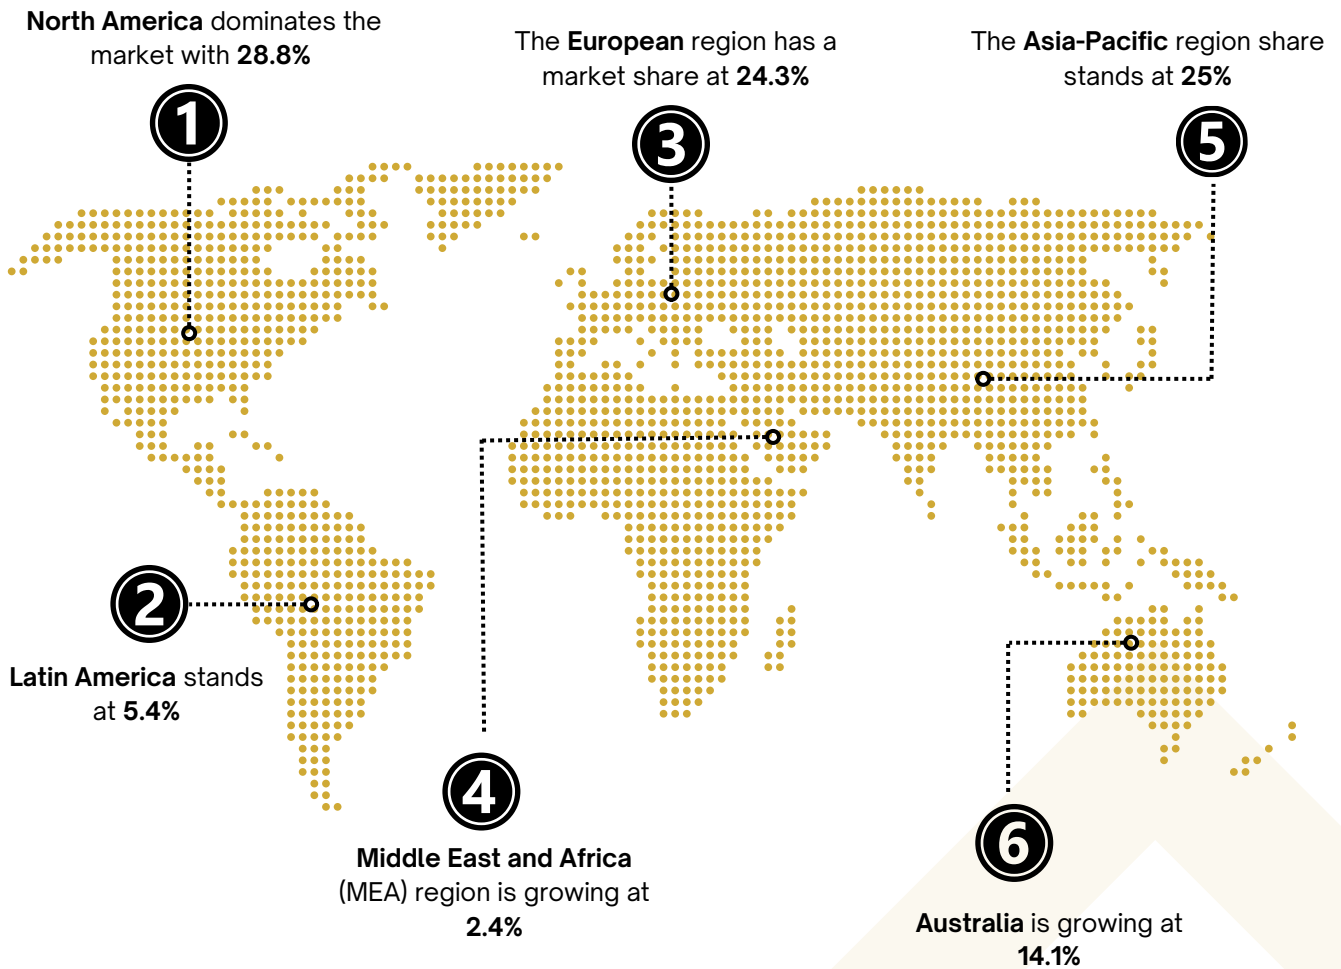 North America dominates the
market with 28.8%
1
The European region has a
market share at 24.3%
3
The Asia-Pacific region share
stands at 25%
5
2
Latin America stands
at 5.4%
4
Middle East and Africa
(MEA) region is growing at
2.4%
6
Australia is growing at
14.1%